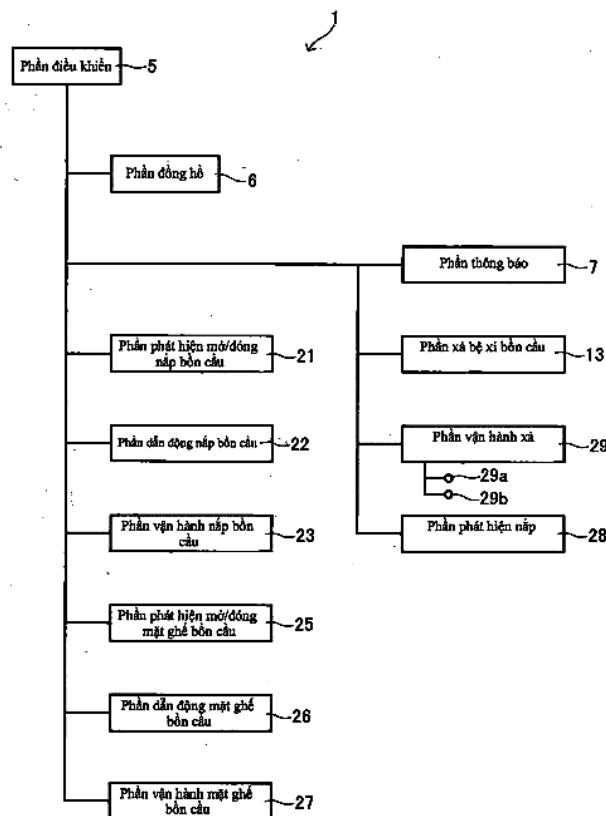 1
Phần điều khiển
5
Phần đồng hồ
6
Phần thông báo
7
Phần phát hiện mở/đóng
nắp bồn cầu
21
Phần xả bệ xí bồn cầu
13
Phần dẫn động nắp bồn cầu
22
Phần vận hành xả
29
29a
29b
Phần vận hành nắp bồn
cầu
23
Phần phát hiện nắp
28
Phần phát hiện mở/đóng
mặt ghế bồn cầu
25
Phần dẫn động mặt ghế
bồn cầu
26
Phần vận hành mặt ghế
bồn cầu
27